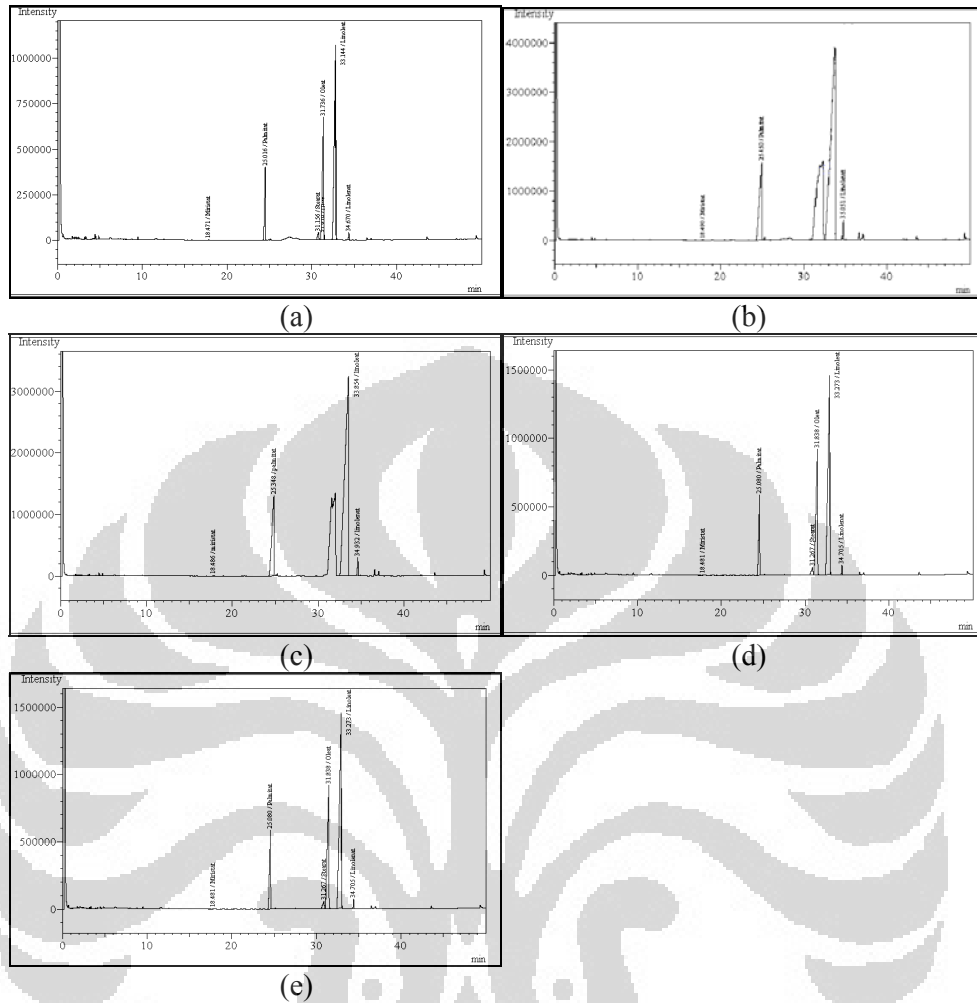 Intensity
1000000
750000
500000
250000
0
18.471 / Miristat
25.016 / Palmitat
31.156 / Stearat
31.736 / Oleat
33.144 / Linoleat
34.670 / Linolenat
0 10 20 30 40
min
(a)
Intensity
4000000
3000000
2000000
1000000
0
18.490 / Miristat
25.450 / Palmitat
35.051 / Linolenat
0 10 20 30 40
min
(b)
Intensity
3000000
2000000
1000000
0
18.486 / miristat
25.348 / palmitat
33.854 / linoleat
34.932 / linolenat
0 10 20 30 40
min
(c)
Intensity
1500000
1000000
500000
0
18.481 / Miristat
25.080 / Palmitat
31.267 / Stearat
31.838 / Oleat
33.273 / Linoleat
34.705 / Linolenat
0 10 20 30 40
min
(d)
Intensity
1500000
1000000
500000
0
18.481 / Miristat
25.080 / Palmitat
31.267 / Stearat
31.838 / Oleat
33.273 / Linoleat
34.705 / Linolenat
0 10 20 30 40
min
(e)